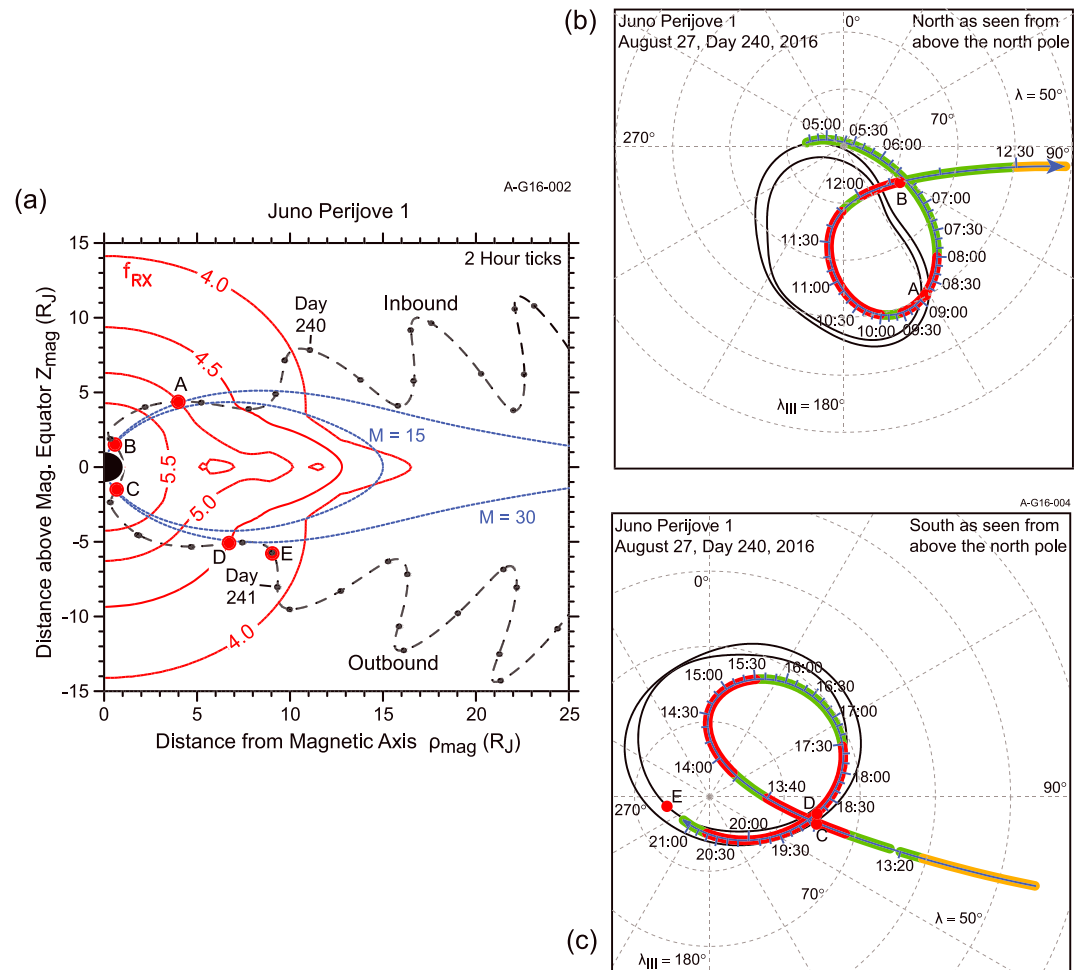 (a)
A-G16-002
Juno Perijove 1
2 Hour ticks
f_RX
4.0
4.5
5.0
5.5
4.0
Day
240
Inbound
A
B
C
D
E
M = 15
M = 30
Day
241
Outbound
15
10
5
0
-5
-10
-15
Distance above Mag. Equator Z_mag (R_J)
0 5 10 15 20 25
Distance from Magnetic Axis ρ_mag (R_J)
(b)
Juno Perijove 1
August 27, Day 240, 2016
North as seen from
above the north pole
0°
λ = 50°
70°
270°
90°
05:00
05:30
06:00
12:30
12:00
B
07:00
07:30
11:30
08:00
08:30
A
11:00
09:00
10:30
10:00
09:30
λ_III = 180°
A-G16-004
Juno Perijove 1
August 27, Day 240, 2016
South as seen from
above the north pole
0°
15:30
16:00
15:00
16:30
17:00
14:30
17:30
14:00
18:00
13:40
18:30
D
90°
270°
E
C
20:00
19:30
21:00
20:30
13:20
70°
λ = 50°
λ_III = 180°
(c)